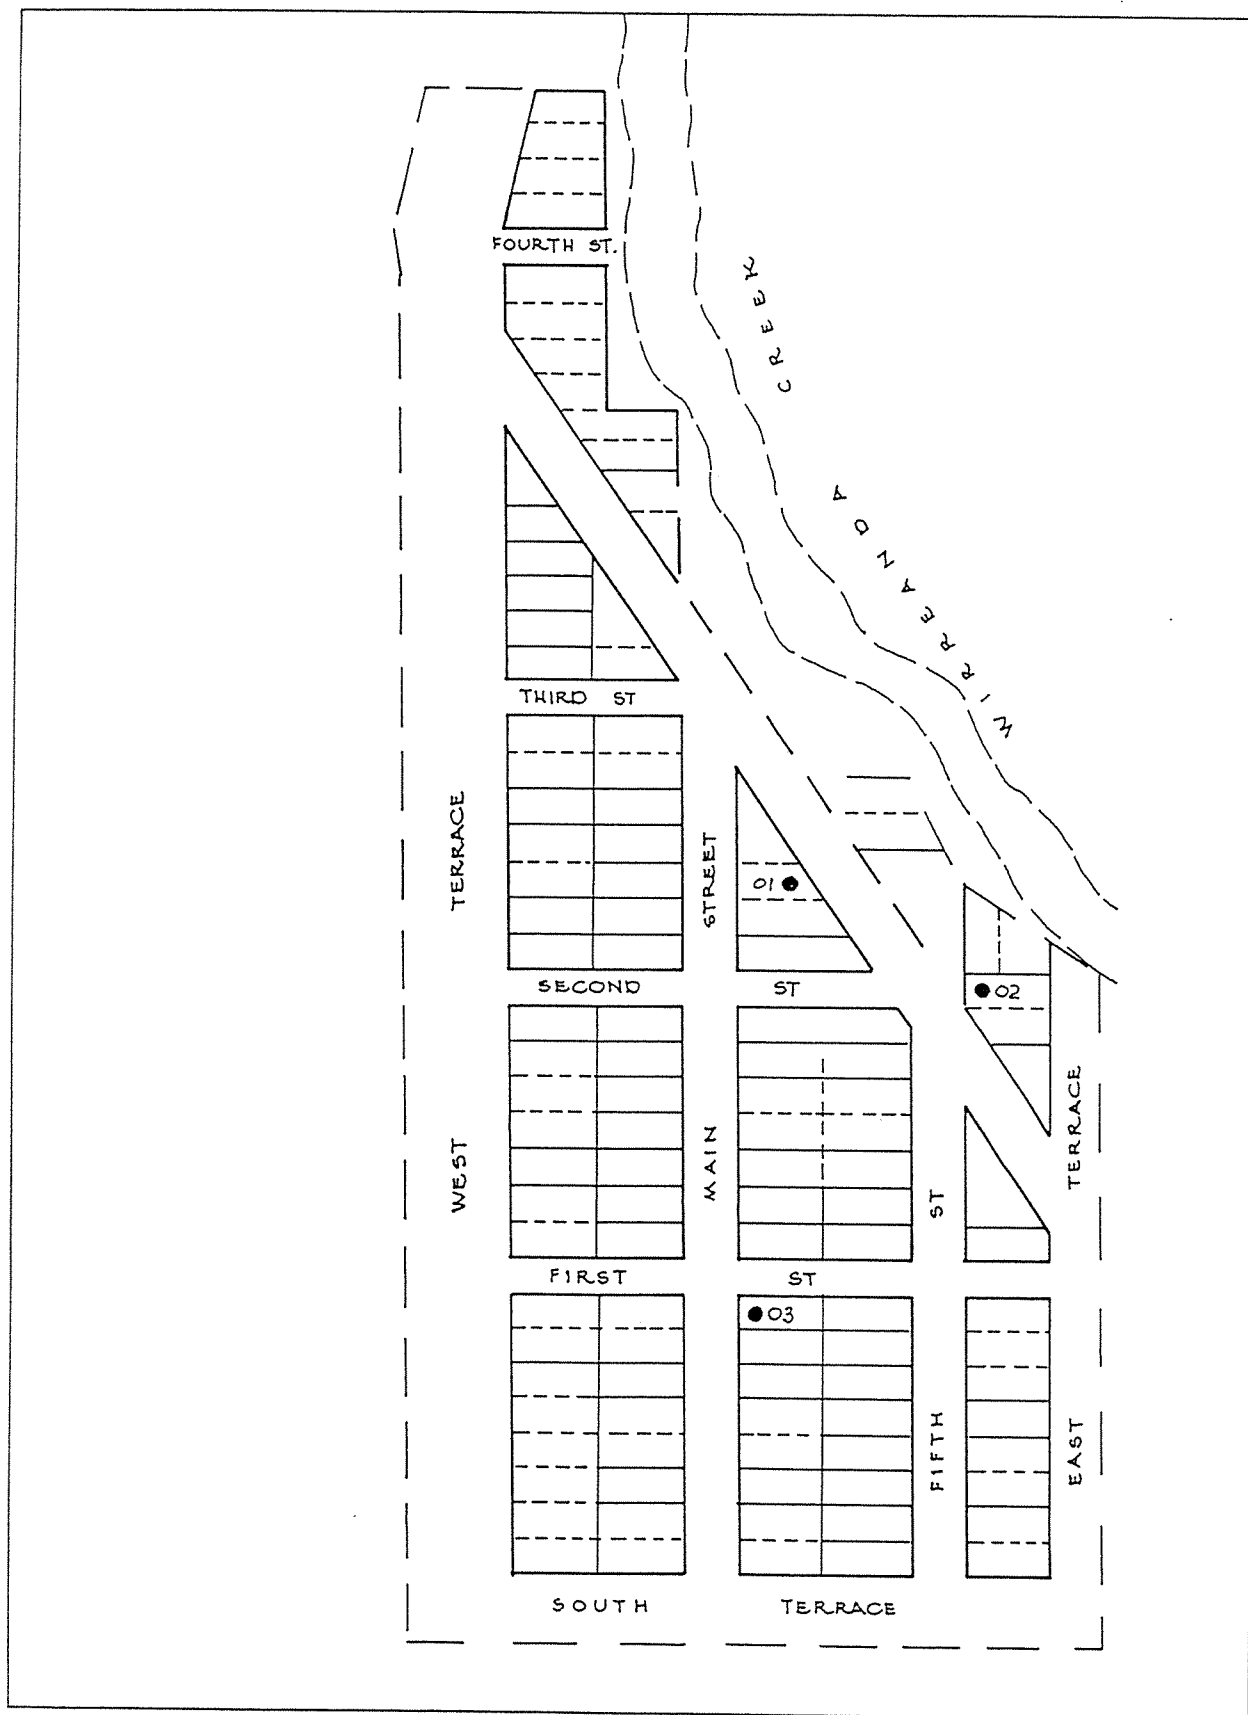 FOURTH ST.
WIRREANDA CREEK
THIRD ST
WEST TERRACE
MAIN STREET
01
02
SECOND ST
FIFTH ST
EAST TERRACE
FIRST ST
03
SOUTH TERRACE